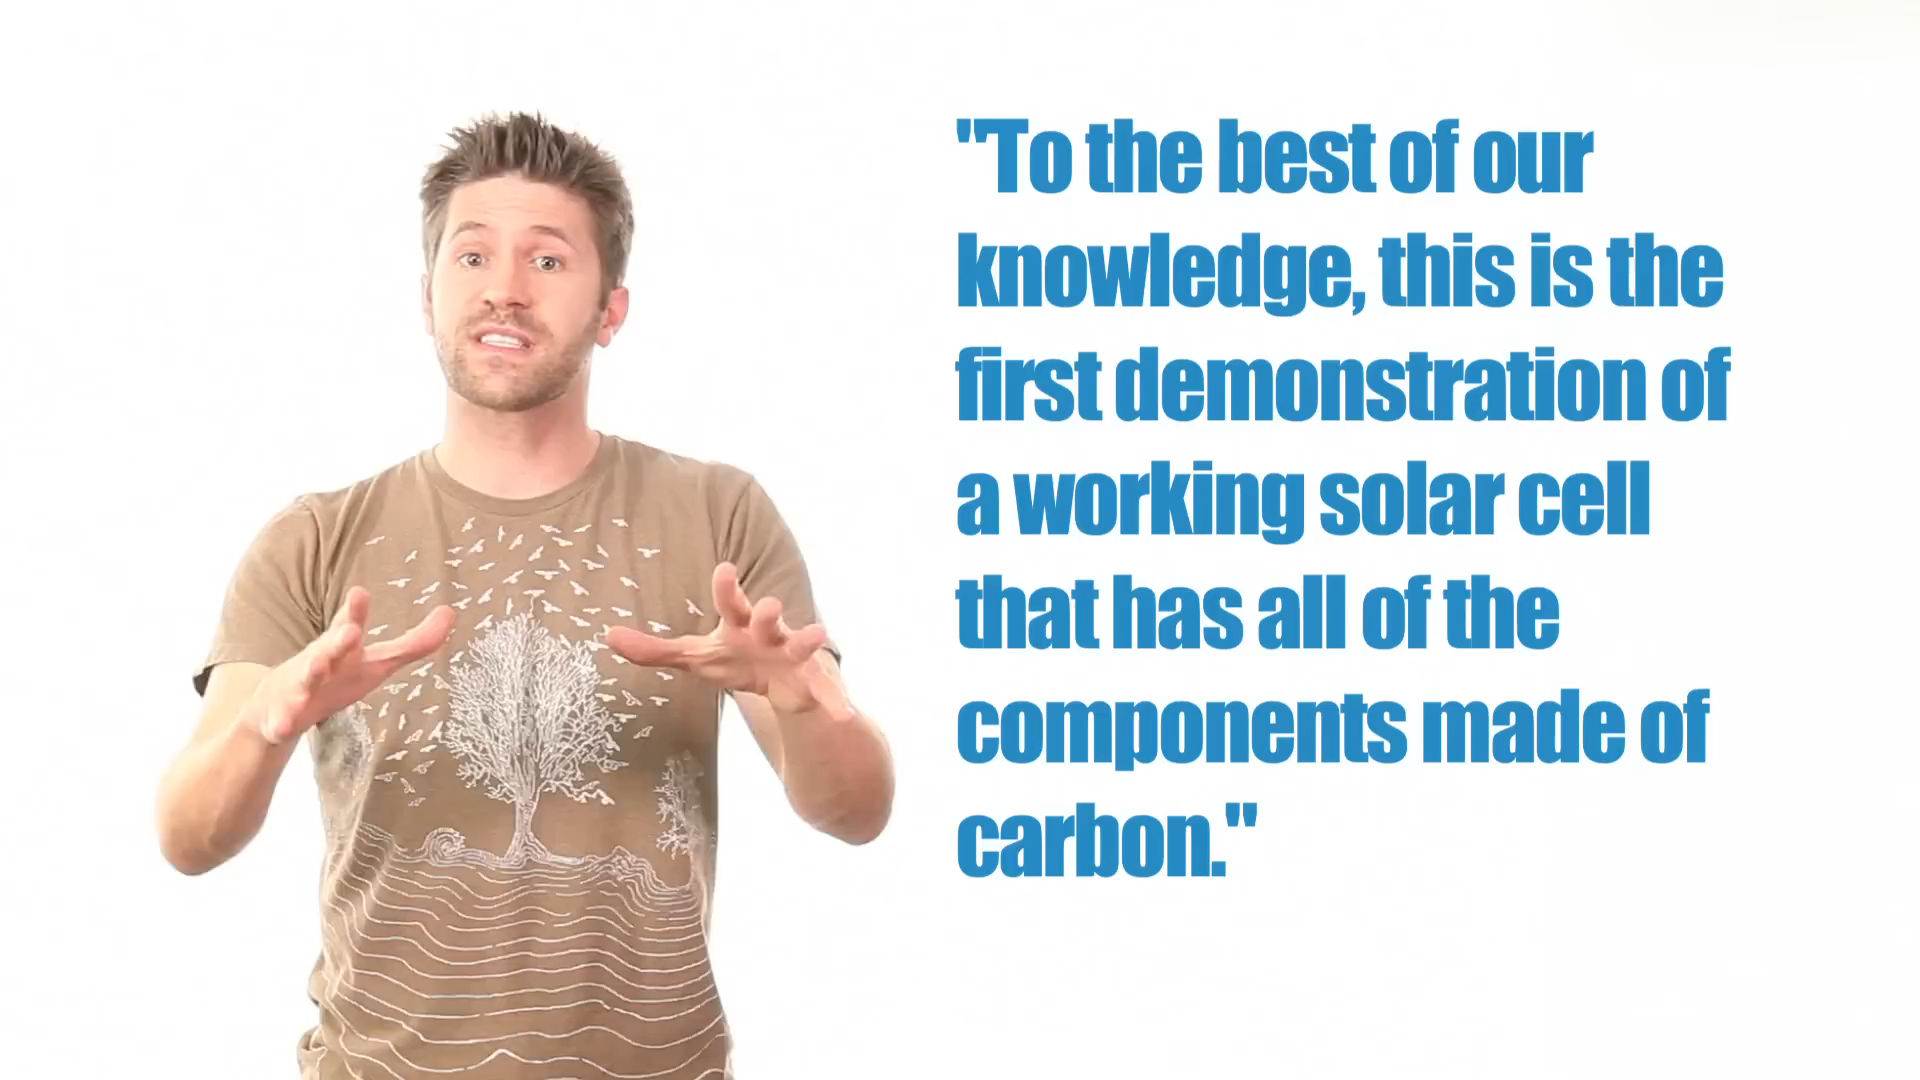 "To the best of our
knowledge, this is the
first demonstration of
a working solar cell
that has all of the
components made of
carbon."